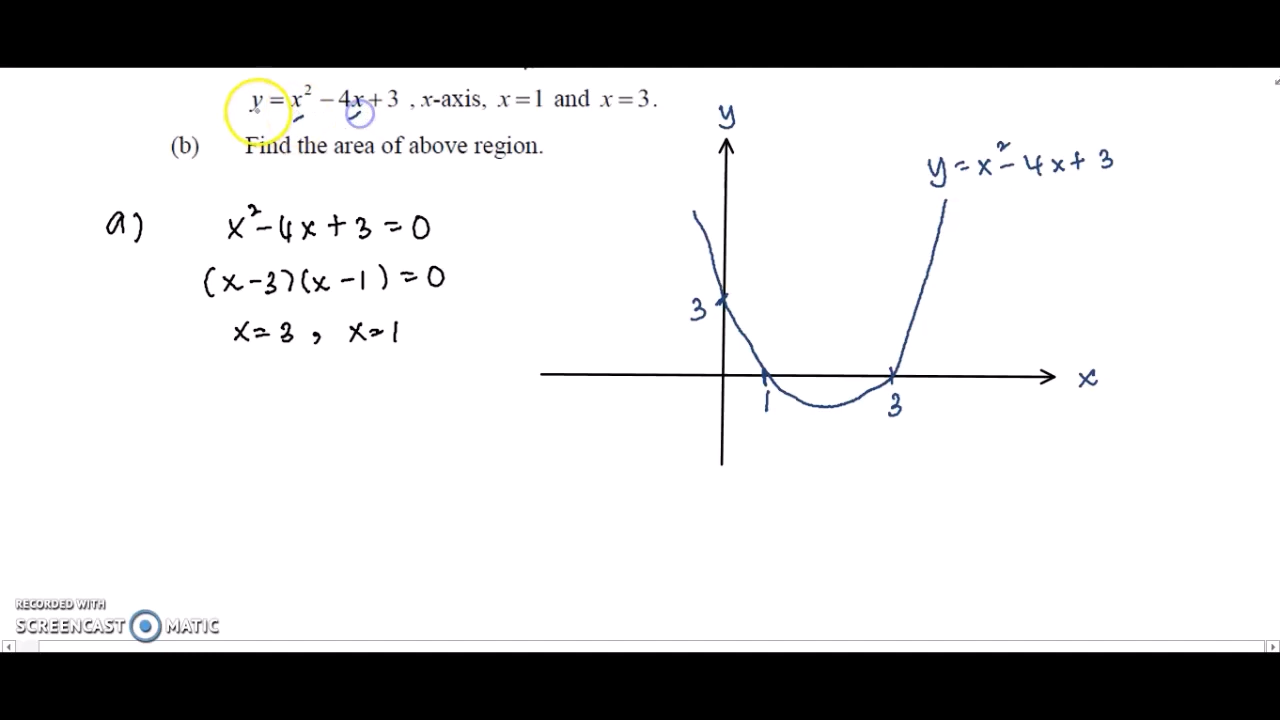 y = x² − 4x + 3 , x-axis, x = 1 and x = 3.
(b) Find the area of above region.
a) x² − 4x + 3 = 0
(x − 3)(x − 1) = 0
x = 3 , x = 1
y
y = x² − 4x + 3
3
x
1
3
RECORDED WITH
SCREENCAST MATIC